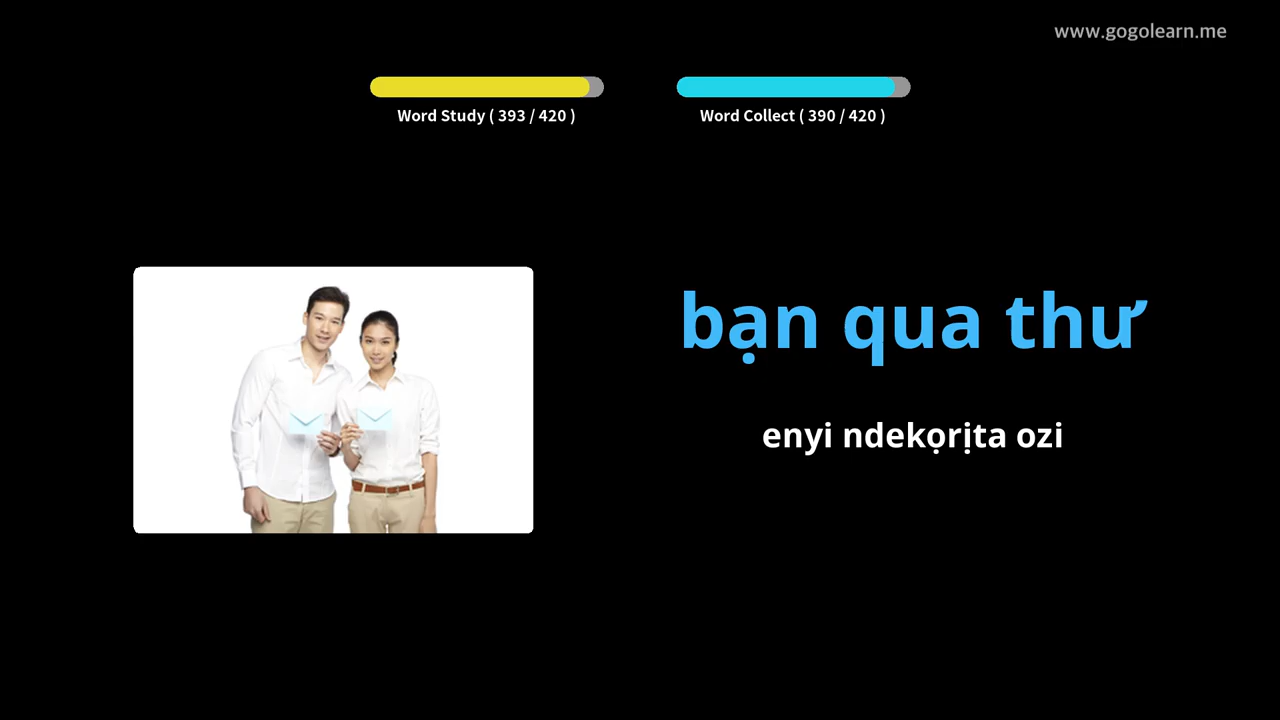 www.gogolearn.me
Word Study ( 393 / 420 )
Word Collect ( 390 / 420 )
bạn qua thư
enyi ndekọrịta ozi